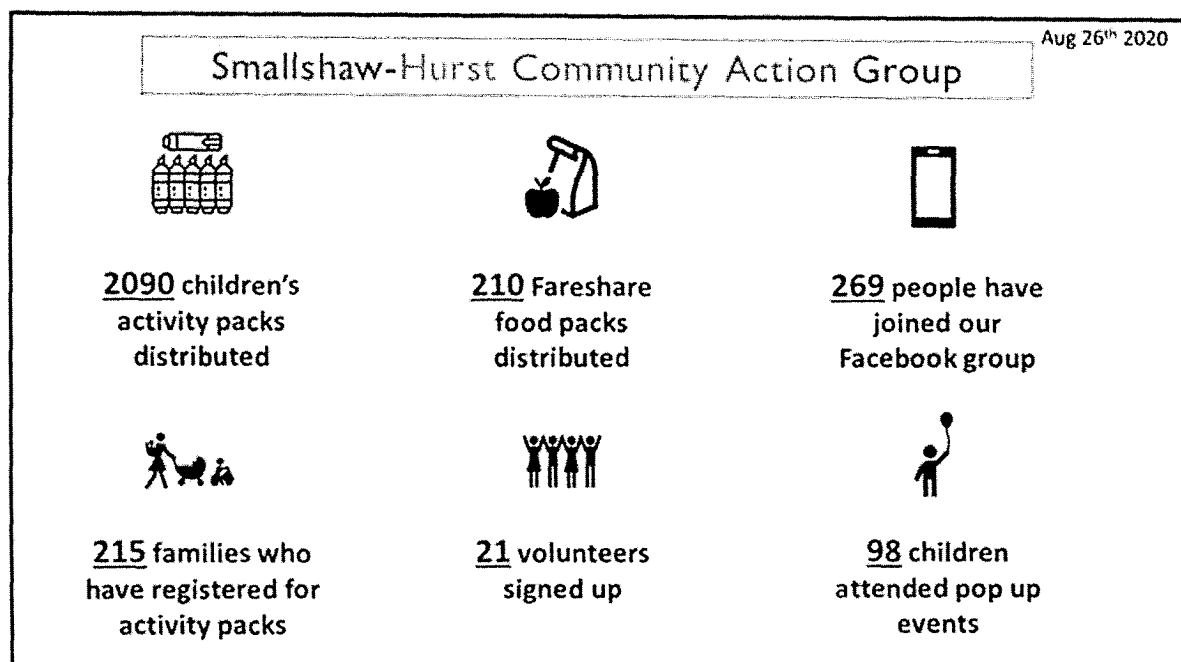 Aug 26th 2020
Smallshaw-Hurst Community Action Group
2090 children's
activity packs
distributed
210 Fareshare
food packs
distributed
269 people have
joined our
Facebook group
215 families who
have registered for
activity packs
21 volunteers
signed up
98 children
attended pop up
events